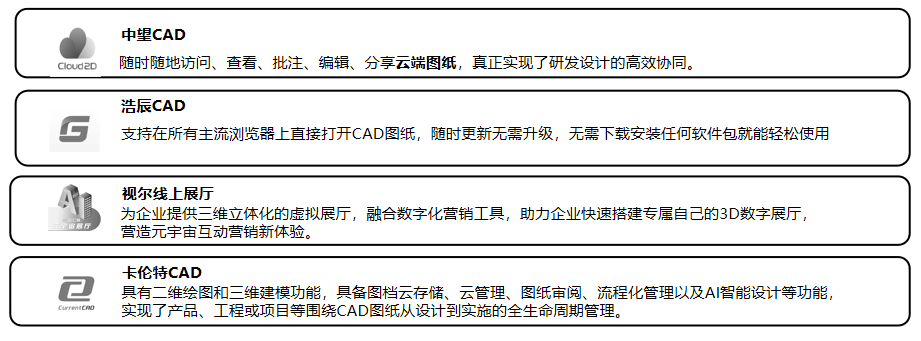 中望CAD
Cloud2D
随时随地访问、查看、批注、编辑、分享云端图纸，真正实现了研发设计的高效协同。
浩辰CAD
支持在所有主流浏览器上直接打开CAD图纸，随时更新无需升级，无需下载安装任何软件包就能轻松使用
视尔线上展厅
AI
宇宙展厅
为企业提供三维立体化的虚拟展厅，融合数字化营销工具，助力企业快速搭建专属自己的3D数字展厅，
营造元宇宙互动营销新体验。
卡伦特CAD
CurrentCAD
具有二维绘图和三维建模功能，具备图档云存储、云管理、图纸审阅、流程化管理以及AI智能设计等功能，
实现了产品、工程或项目等围绕CAD图纸从设计到实施的全生命周期管理。